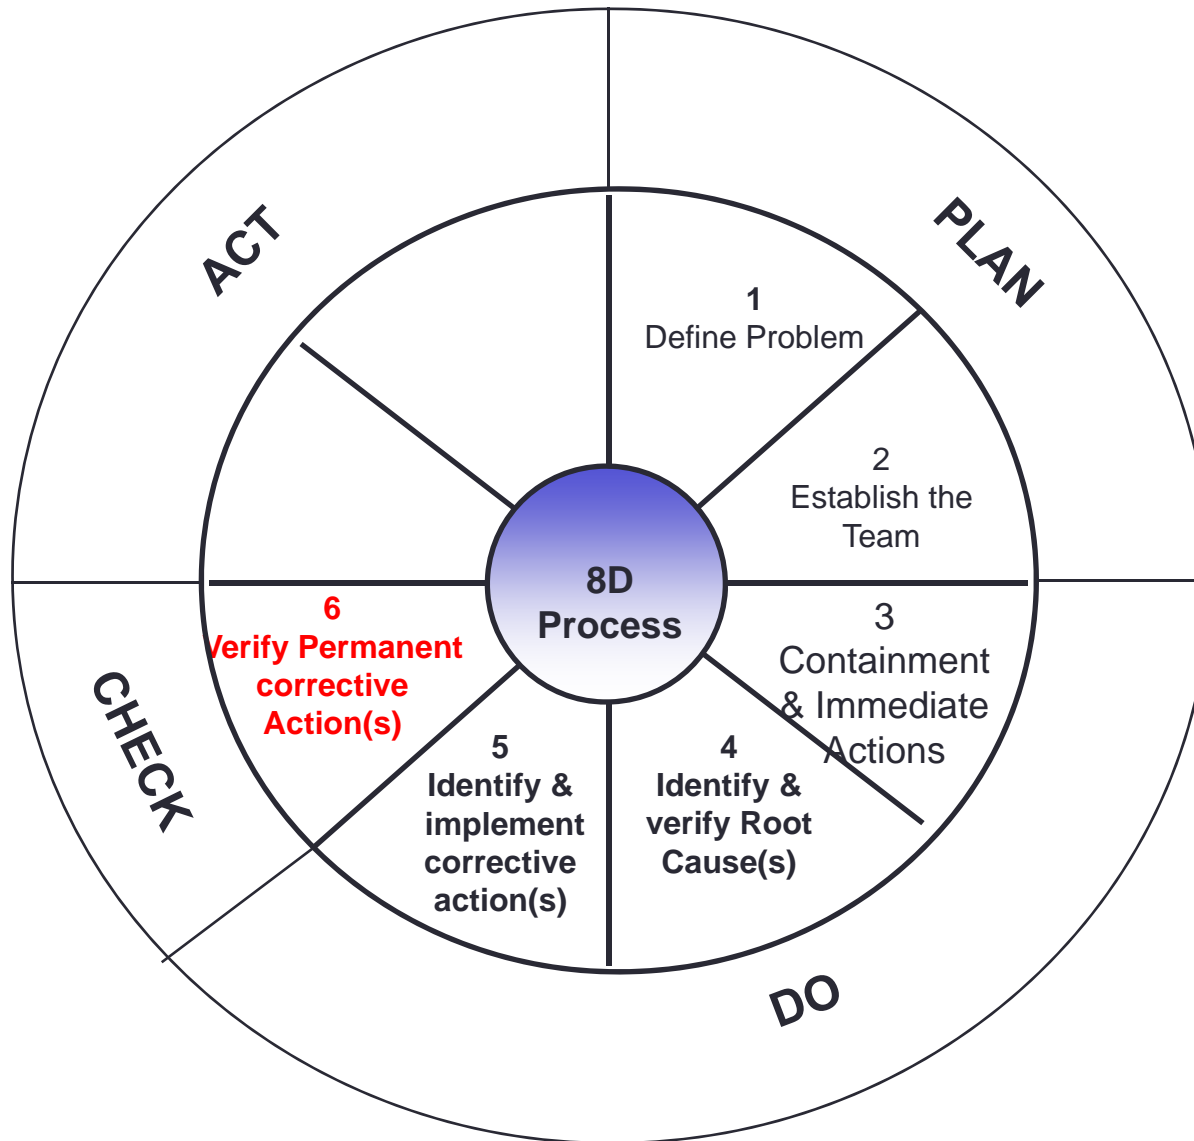 ACT
PLAN
1
Define Problem
2
Establish the
Team
8D
Process
3
Containment
& Immediate
Actions
4
Identify &
verify Root
Cause(s)
5
Identify &
implement
corrective
action(s)
6
Verify Permanent
corrective
Action(s)
CHECK
DO